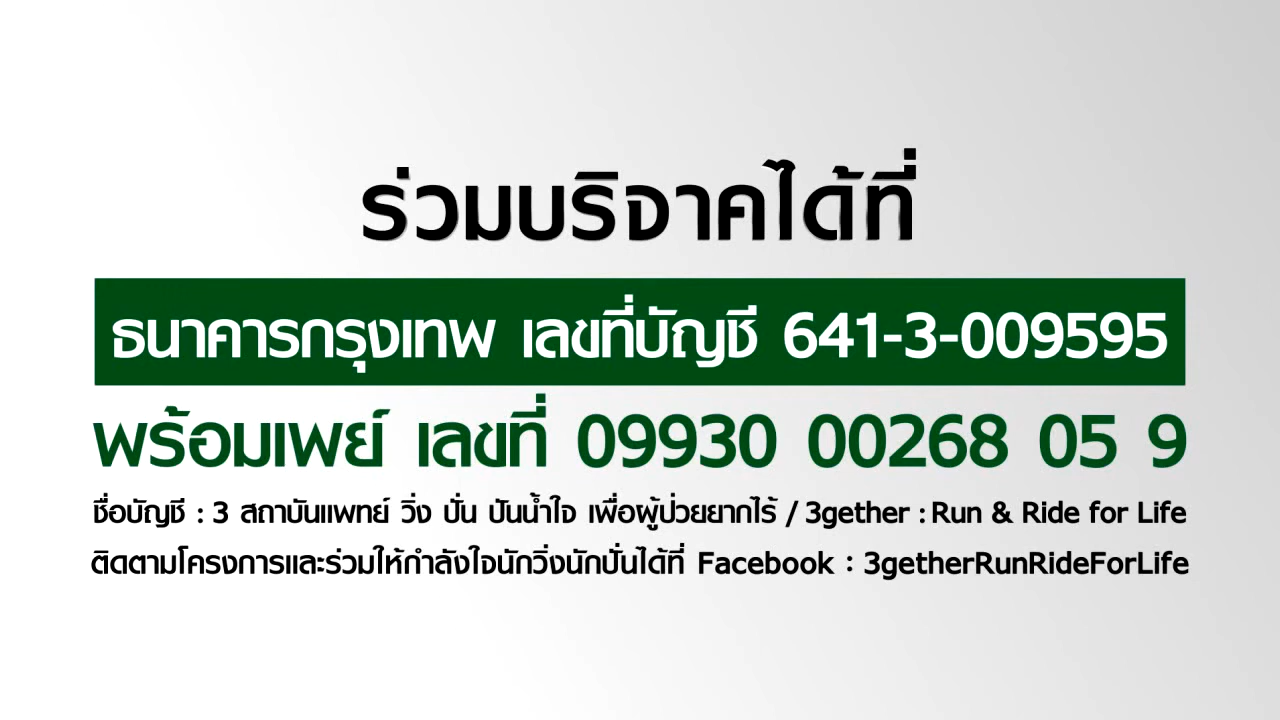 ร่วมบริจาคได้ที่
ธนาคารกรุงเทพ เลขที่บัญชี 641-3-009595
พร้อมเพย์ เลขที่ 09930 00268 05 9
ชื่อบัญชี : 3 สถาบันแพทย์ วิ่ง ปั่น ปันน้ำใจ เพื่อผู้ป่วยยากไร้ / 3gether : Run & Ride for Life
ติดตามโครงการและร่วมให้กำลังใจนักวิ่งนักปั่นได้ที่ Facebook : 3getherRunRideForLife